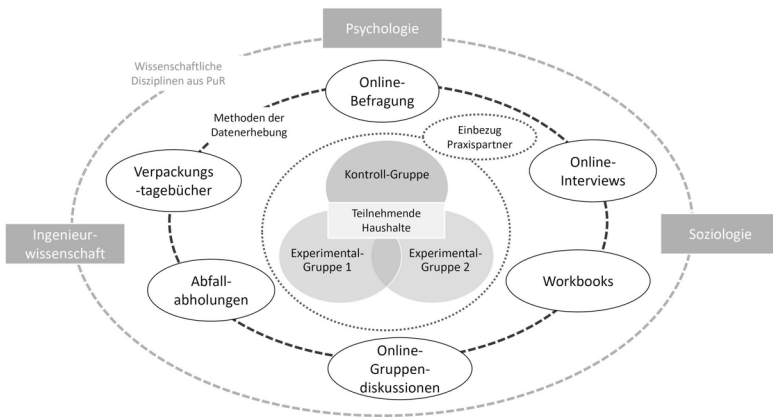 Psychologie
Wissenschaftliche
Disziplinen aus PuR
Online-
Befragung
Methoden der
Datenerhebung
Einbezug
Praxispartner
Verpackungs
-tagebücher
Online-
Interviews
Kontroll-Gruppe
Teilnehmende
Haushalte
Ingenieur-
wissenschaft
Soziologie
Experimental-
Gruppe 1
Experimental-
Gruppe 2
Abfall-
abholungen
Workbooks
Online-
Gruppen-
diskussionen